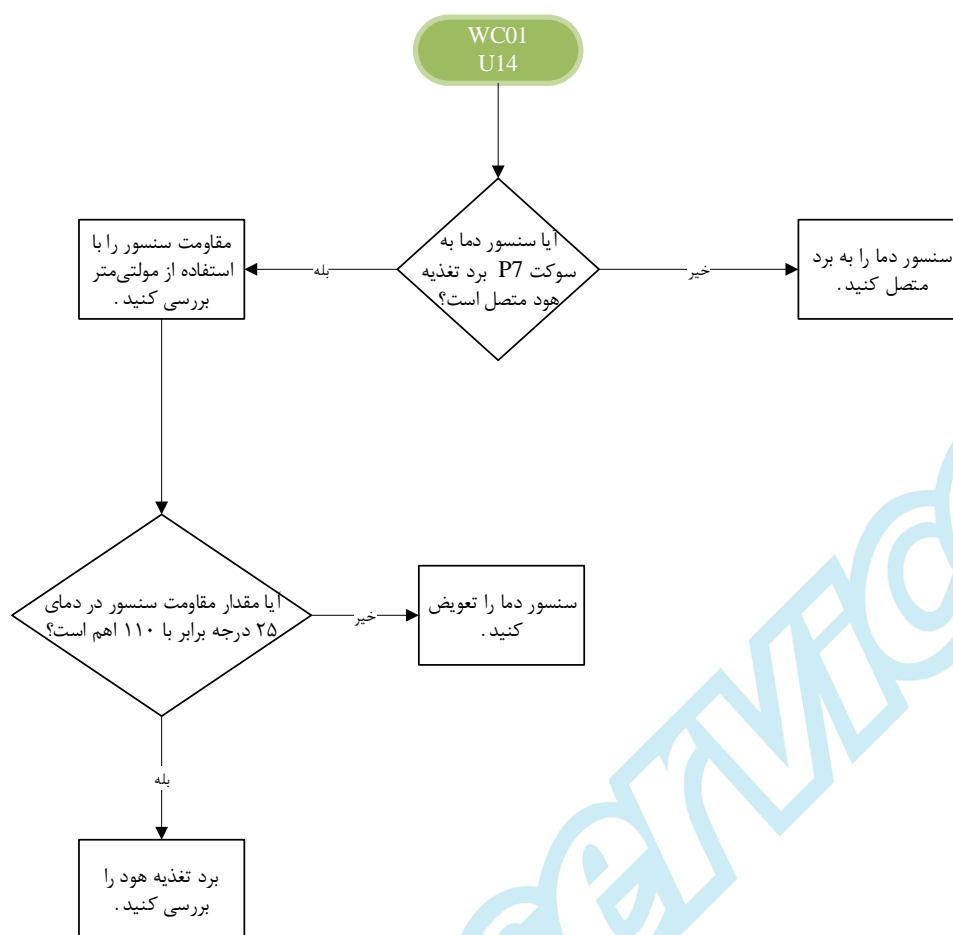 WC01
U14
آیا سنسور دما به
سوکت P7 برد تغذیه
هود متصل است؟
خیر
سنسور دما را به برد
متصل کنید.
بله
مقاومت سنسور را با
استفاده از مولتی‌متر
بررسی کنید.
آیا مقدار مقاومت سنسور در دمای
۲۵ درجه برابر با ۱۱۰ اهم است؟
خیر
سنسور دما را تعویض
کنید.
بله
برد تغذیه هود را
بررسی کنید.
service